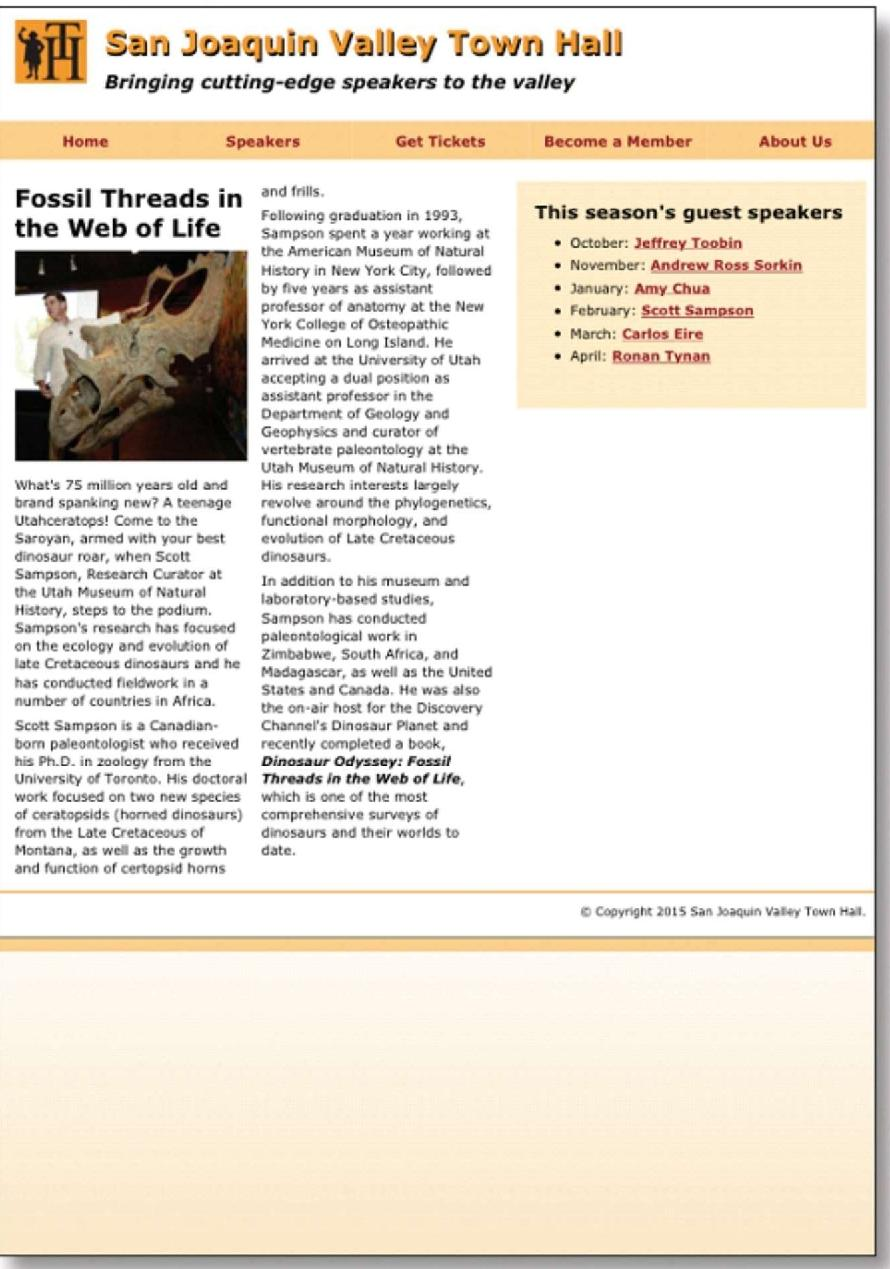 TH
San Joaquin Valley Town Hall
Bringing cutting-edge speakers to the valley
Home Speakers Get Tickets Become a Member About Us
Fossil Threads in
the Web of Life
What's 75 million years old and
brand spanking new? A teenage
Utahceratops! Come to the
Saroyan, armed with your best
dinosaur roar, when Scott
Sampson, Research Curator at
the Utah Museum of Natural
History, steps to the podium.
Sampson's research has focused
on the ecology and evolution of
late Cretaceous dinosaurs and he
has conducted fieldwork in a
number of countries in Africa.
Scott Sampson is a Canadian-
born paleontologist who received
his Ph.D. in zoology from the
University of Toronto. His doctoral
work focused on two new species
of ceratopsids (horned dinosaurs)
from the Late Cretaceous of
Montana, as well as the growth
and function of certopsid horns
and frills.
Following graduation in 1993,
Sampson spent a year working at
the American Museum of Natural
History in New York City, followed
by five years as assistant
professor of anatomy at the New
York College of Osteopathic
Medicine on Long Island. He
arrived at the University of Utah
accepting a dual position as
assistant professor in the
Department of Geology and
Geophysics and curator of
vertebrate paleontology at the
Utah Museum of Natural History.
His research interests largely
revolve around the phylogenetics,
functional morphology, and
evolution of Late Cretaceous
dinosaurs.
In addition to his museum and
laboratory-based studies,
Sampson has conducted
paleontological work in
Zimbabwe, South Africa, and
Madagascar, as well as the United
States and Canada. He was also
the on-air host for the Discovery
Channel's Dinosaur Planet and
recently completed a book,
Dinosaur Odyssey: Fossil
Threads in the Web of Life,
which is one of the most
comprehensive surveys of
dinosaurs and their worlds to
date.
This season's guest speakers
• October: Jeffrey Toobin
• November: Andrew Ross Sorkin
• January: Amy Chua
• February: Scott Sampson
• March: Carlos Eire
• April: Ronan Tynan
© Copyright 2015 San Joaquin Valley Town Hall.